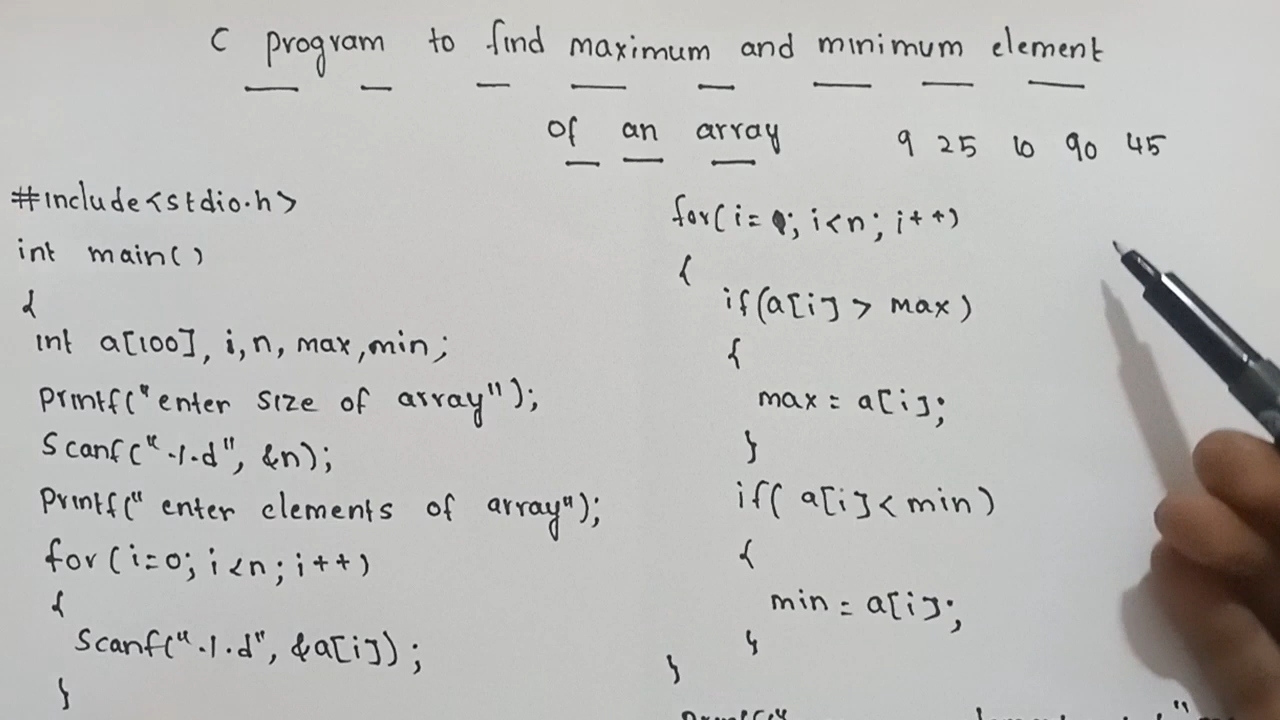 C program to find maximum and minimum element
of an array
9 25 10 90 45
#include<stdio.h>
int main()
{
int a[100], i,n, max,min;
printf("enter size of array");
Scanf("%d", &n);
printf(" enter elements of array");
for(i=0; i<n; i++)
{
Scanf("%d", &a[i]);
}
for(i= ; i<n; i++)
{
if(a[i] > max)
{
max = a[i];
}
if( a[i] < min)
{
min = a[i];
}
}